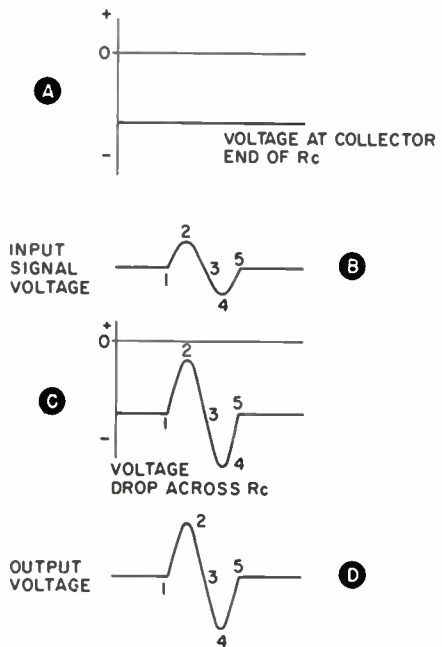 +
0
A
VOLTAGE AT COLLECTOR
END OF Rc
-
2
INPUT
SIGNAL
VOLTAGE
1
3
5
4
B
+
0
2
C
1
3
5
4
-
VOLTAGE
DROP ACROSS Rc
2
OUTPUT
VOLTAGE
1
3
5
4
D